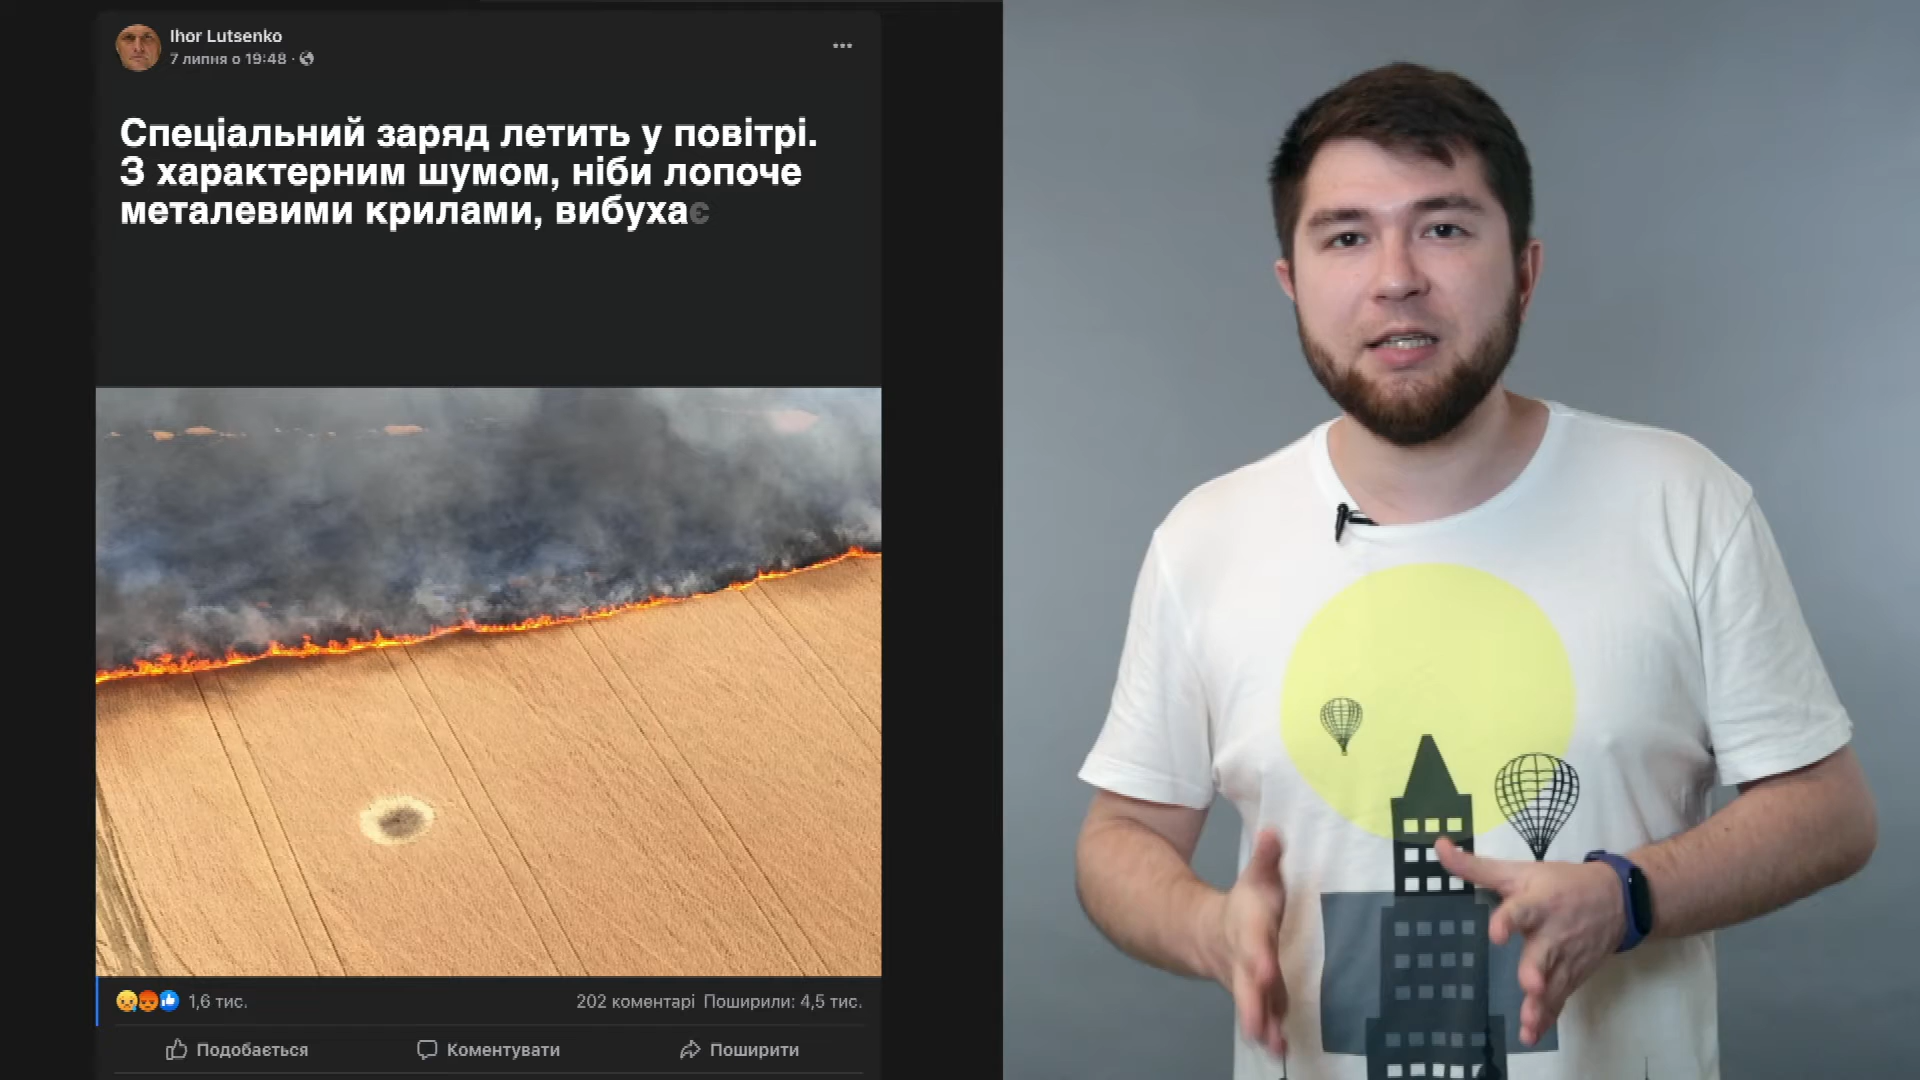 Ihor Lutsenko
7 липня о 19:48 ·
Спеціальний заряд летить у повітрі.
З характерним шумом, ніби лопоче
металевими крилами, вибухає
1,6 тис.
202 коментарі Поширили: 4,5 тис.
Подобається
Коментувати
Поширити